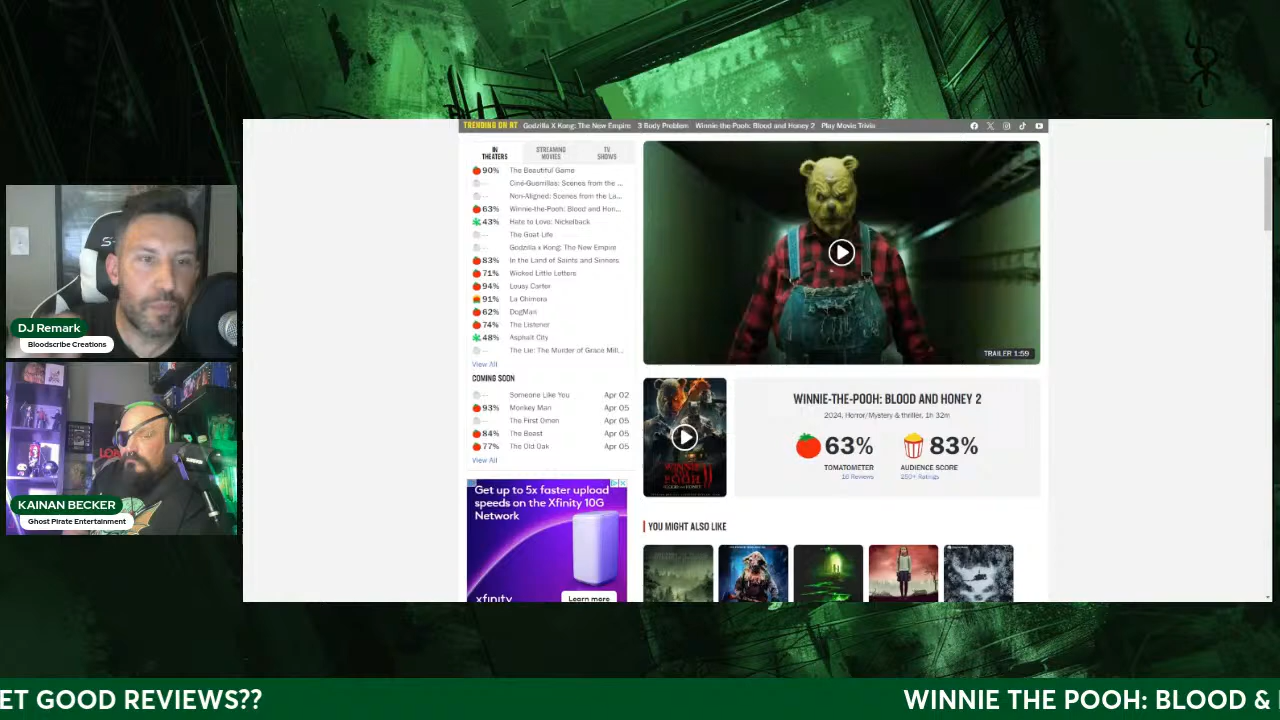 TRENDING ON RT Godzilla X Kong: The New Empire 3 Body Problem Winnie-the-Pooh: Blood and Honey 2 Play Movie Trivia
IN THEATERS
STREAMING MOVIES
TV SHOWS
90% The Beautiful Game
-- Ciné-Guerrillas: Scenes from the ...
-- Non-Aligned: Scenes from the La...
63% Winnie-the-Pooh: Blood and Hon...
43% Hate to Love: Nickelback
-- The Goat Life
-- Godzilla x Kong: The New Empire
83% In the Land of Saints and Sinners
71% Wicked Little Letters
94% Lousy Carter
91% La Chimera
62% DogMan
74% The Listener
48% Asphalt City
-- The Lie: The Murder of Grace Mill...
View All
COMING SOON
-- Someone Like You Apr 02
93% Monkey Man Apr 05
-- The First Omen Apr 05
84% The Beast Apr 05
77% The Old Oak Apr 05
View All
Get up to 5x faster upload
speeds on the Xfinity 10G
Network
xfinity
Learn more
TRAILER 1:59
WINNIE-THE-POOH: BLOOD AND HONEY 2
2024, Horror/Mystery & thriller, 1h 32m
63%
TOMATOMETER
83%
AUDIENCE SCORE
250+ Ratings
YOU MIGHT ALSO LIKE
DJ Remark
Bloodscribe Creations
KAINAN BECKER
Ghost Pirate Entertainment
ET GOOD REVIEWS??
WINNIE THE POOH: BLOOD &